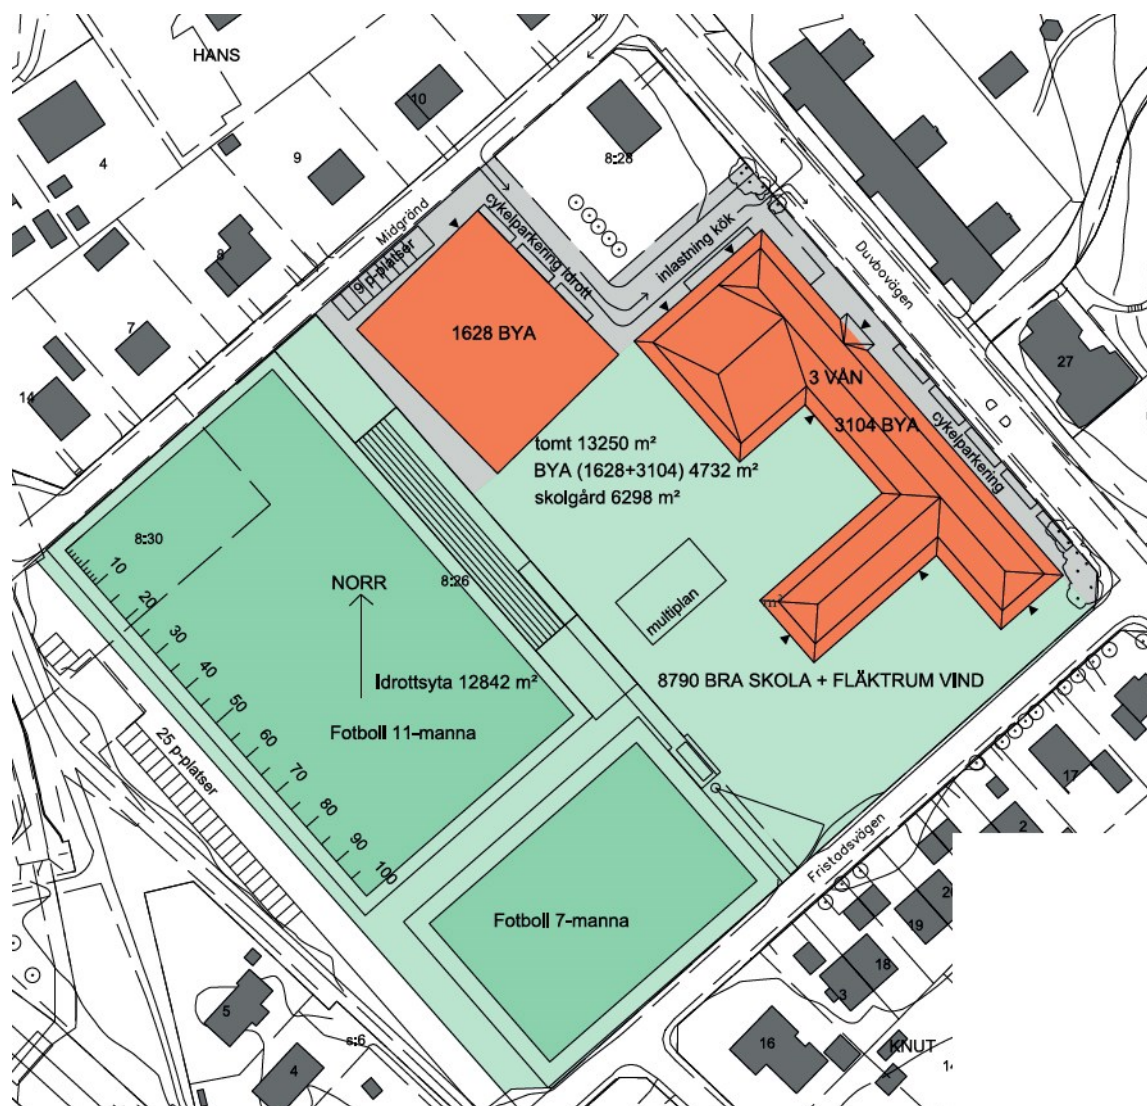 HANS
10
4
9
8:28
Midgränd
cykelparkering Idrott
inlastning kök
Duvbovägen
8
9 p-platser
7
1628 BYA
27
14
3 VÅN
3104 BYA
cykelparkering
tomt 13250 m²
BYA (1628+3104) 4732 m²
skolgård 6298 m²
8:30
NORR
8:26
multiplan
m²
10
20
30
40
50
60
70
80
90
100
Idrottsyta 12842 m²
8790 BRA SKOLA + FLÄKTRUM VIND
Fotboll 11-manna
25 p-platser
17
2
Fristadsvägen
Fotboll 7-manna
19
18
3
5
s:6
16
KNUT
4